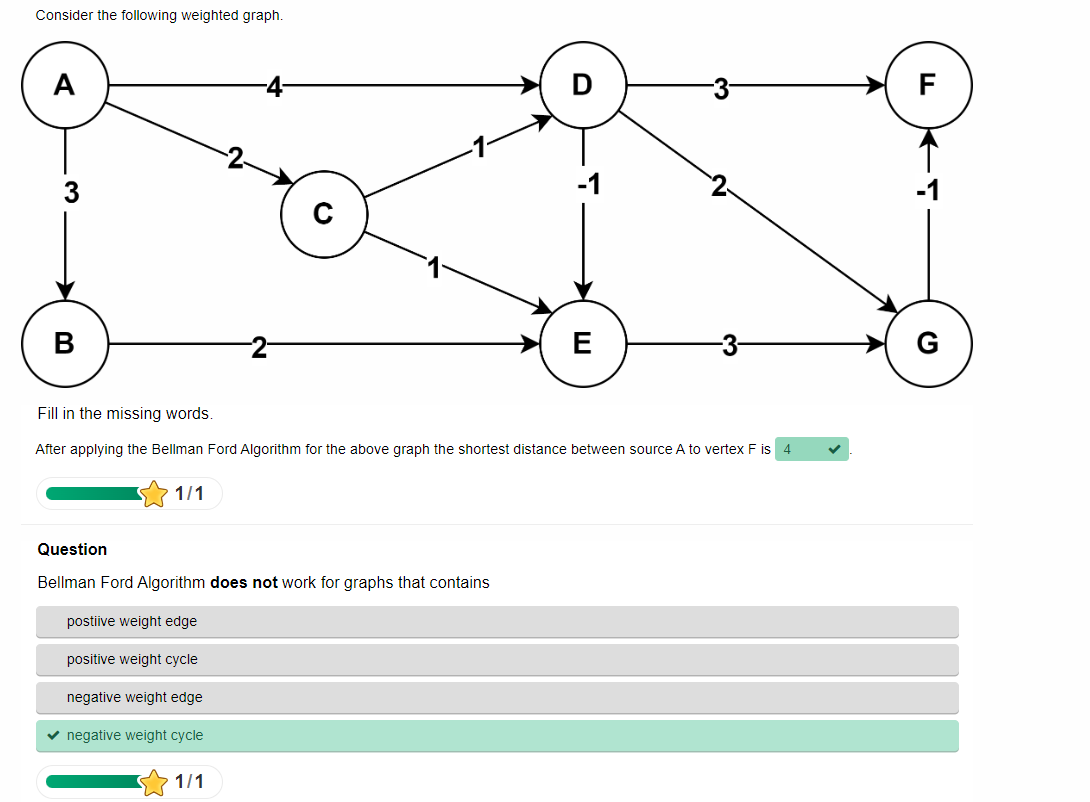 Consider the following weighted graph.
A
4
D
3
F
2
1
3
-1
2
-1
C
1
B
2
E
3
G
Fill in the missing words.
After applying the Bellman Ford Algorithm for the above graph the shortest distance between source A to vertex F is 4.
1/1
Question
Bellman Ford Algorithm does not work for graphs that contains
postiive weight edge
positive weight cycle
negative weight edge
negative weight cycle
1/1